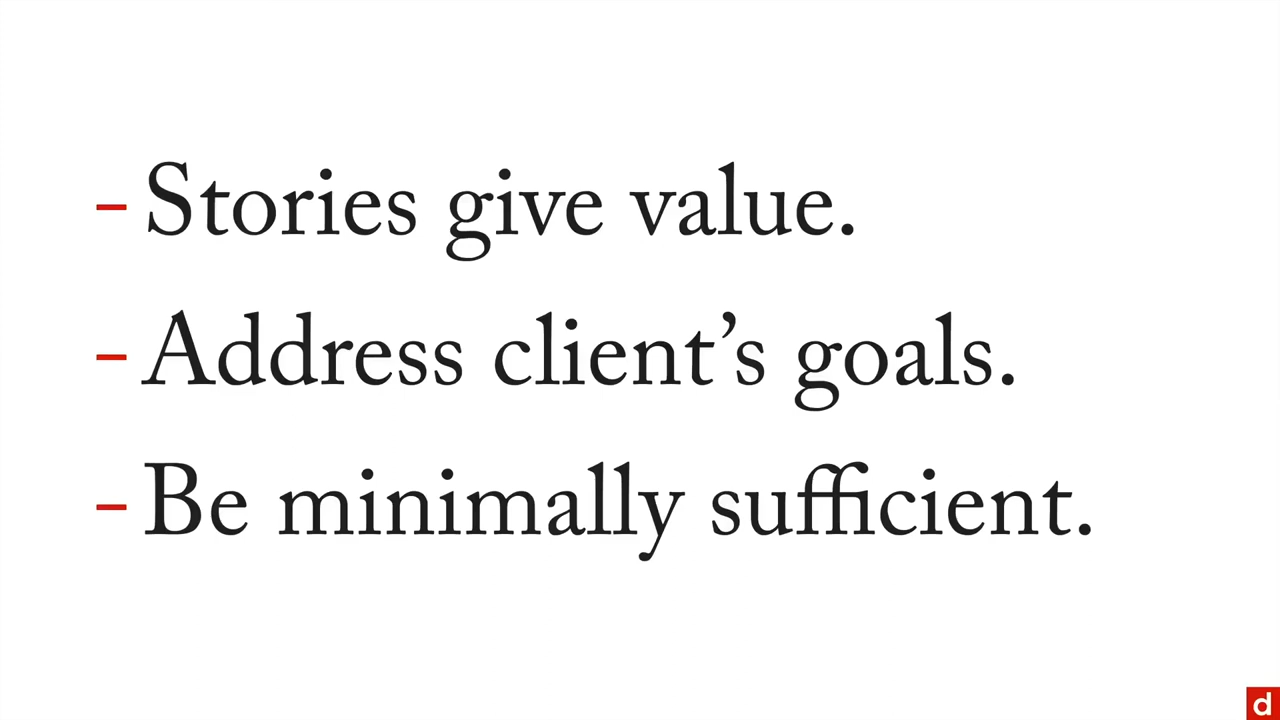 – Stories give value.
– Address client’s goals.
– Be minimally sufficient.
d